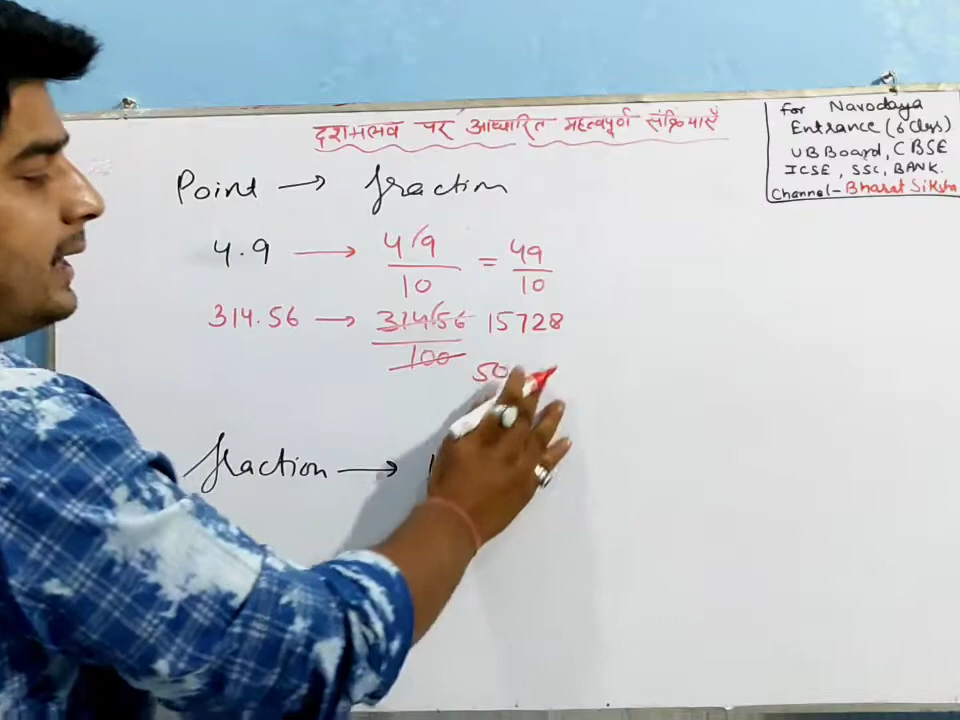 दशमलव पर आधारित महत्वपूर्ण संक्रियाएँ
For Navodaya
Entrance (6 class)
UB Board, CBSE
ICSE, SSC, BANK.
Channel- Bharat Siksha
Point → fraction
4.9 → 4/9 = 49
10 10
314.56 → 314/56 15728
100 50
fraction →